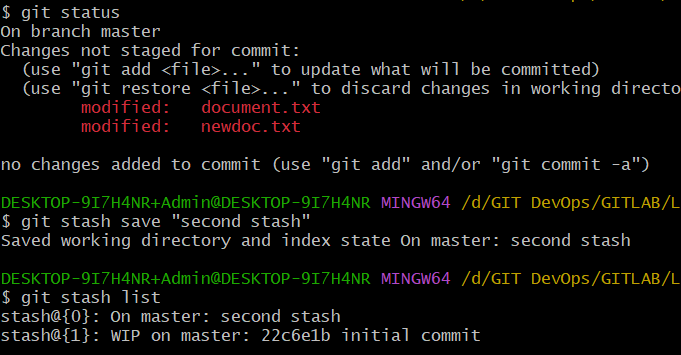 $ git status
On branch master
Changes not staged for commit:
  (use "git add <file>..." to update what will be committed)
  (use "git restore <file>..." to discard changes in working directo
        modified:   document.txt
        modified:   newdoc.txt
no changes added to commit (use "git add" and/or "git commit -a")
DESKTOP-9I7H4NR+Admin@DESKTOP-9I7H4NR MINGW64 /d/GIT DevOps/GITLAB/L
$ git stash save "second stash"
Saved working directory and index state On master: second stash
DESKTOP-9I7H4NR+Admin@DESKTOP-9I7H4NR MINGW64 /d/GIT DevOps/GITLAB/L
$ git stash list
stash@{0}: On master: second stash
stash@{1}: WIP on master: 22c6e1b initial commit